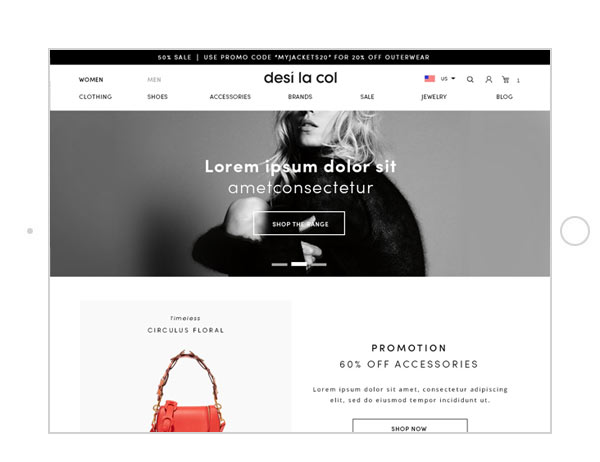 50% SALE | USE PROMO CODE "MYJACKETS20" FOR 20% OFF OUTERWEAR
WOMEN MEN desi la col US 1
CLOTHING SHOES ACCESSORIES BRANDS SALE JEWELRY BLOG
Lorem ipsum dolor sit
ametconsectetur
SHOP THE RANGE
Timeless
CIRCULUS FLORAL
PROMOTION
60% OFF ACCESSORIES
Lorem ipsum dolor sit amet, consectetur adipiscing
elit, sed do eiusmod tempor incididunt ut.
SHOP NOW